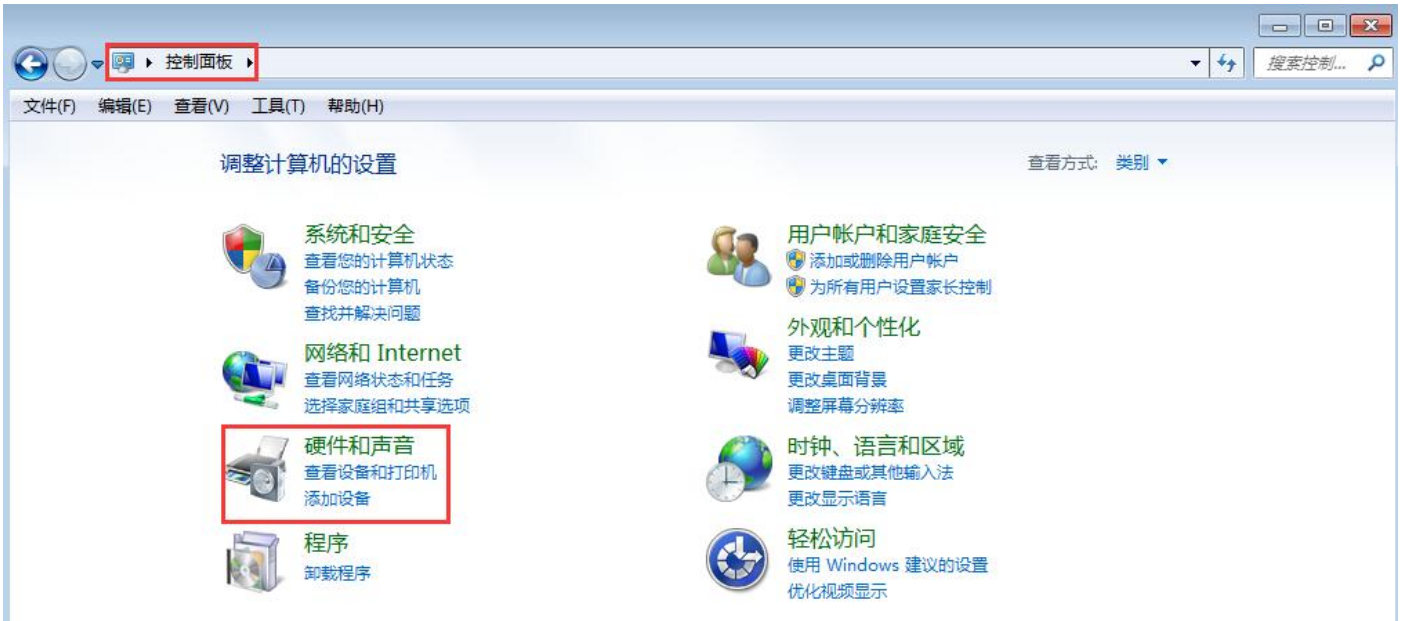 控制面板
搜索控制...
文件(F) 编辑(E) 查看(V) 工具(T) 帮助(H)
调整计算机的设置
查看方式: 类别
系统和安全
查看您的计算机状态
备份您的计算机
查找并解决问题
网络和 Internet
查看网络状态和任务
选择家庭组和共享选项
硬件和声音
查看设备和打印机
添加设备
程序
卸载程序
用户帐户和家庭安全
添加或删除用户帐户
为所有用户设置家长控制
外观和个性化
更改主题
更改桌面背景
调整屏幕分辨率
时钟、语言和区域
更改键盘或其他输入法
更改显示语言
轻松访问
使用 Windows 建议的设置
优化视频显示